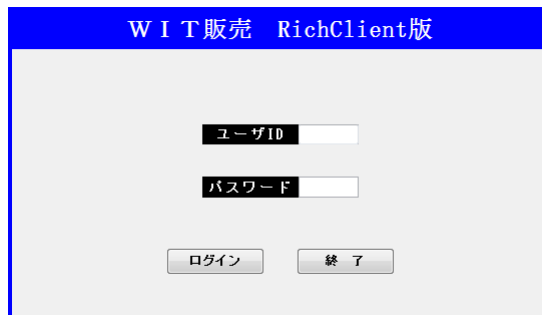 ＷＩＴ販売　RichClient版
ユーザID
パスワード
ログイン
終　了